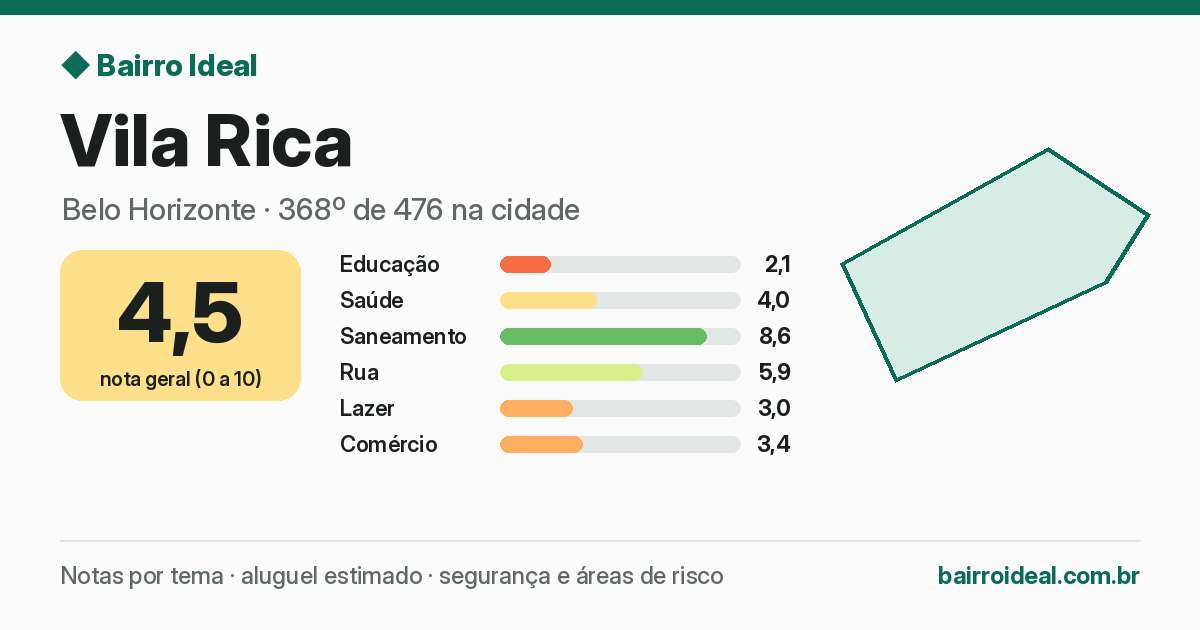 Bairro Ideal
Vila Rica
Belo Horizonte · 368º de 476 na cidade
4,5
nota geral (0 a 10)
Educação 2,1
Saúde 4,0
Saneamento 8,6
Rua 5,9
Lazer 3,0
Comércio 3,4
Notas por tema · aluguel estimado · segurança e áreas de risco
bairroideal.com.br